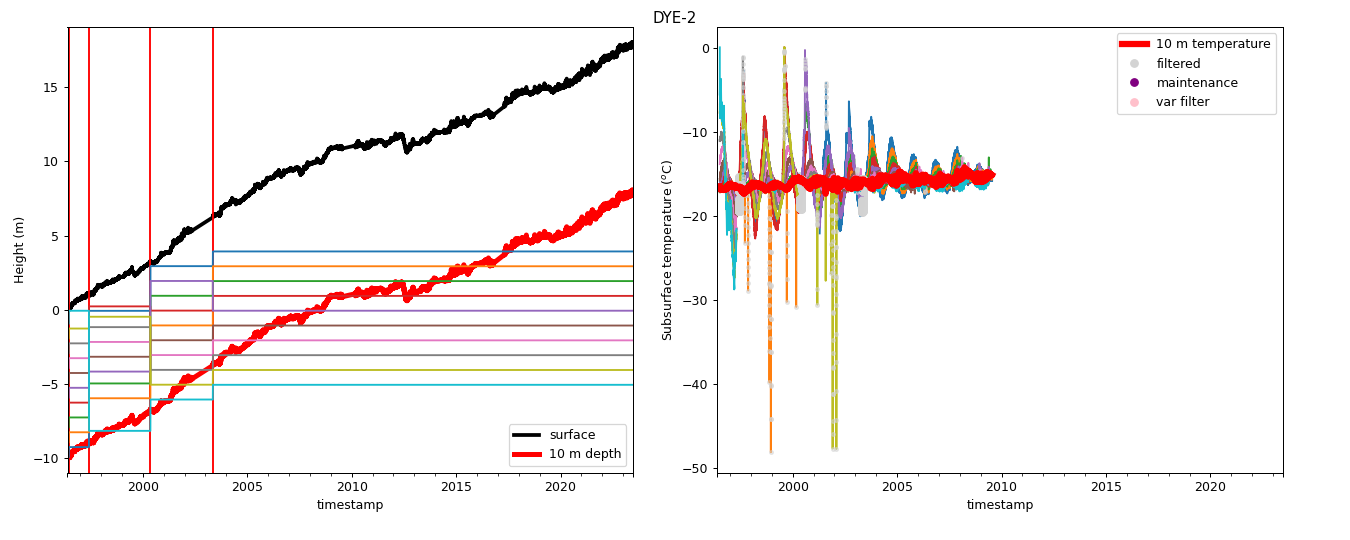 DYE-2
Height (m)
15
10
5
0
−5
−10
2000
2005
2010
2015
2020
timestamp
surface
10 m depth
Subsurface temperature (°C)
0
−10
−20
−30
−40
−50
2000
2005
2010
2015
2020
timestamp
10 m temperature
filtered
maintenance
var filter